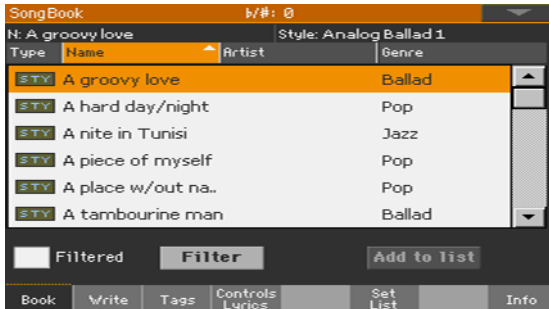 SongBook ♭/#: 0
N: A groovy love Style: Analog Ballad 1
Type Name Artist Genre
STY A groovy love Ballad
STY A hard day/night Pop
STY A nite in Tunisi Jazz
STY A piece of myself Pop
STY A place w/out na.. Pop
STY A tambourine man Ballad
Filtered Filter Add to list
Book Write Tags Controls Lyrics Set List Info